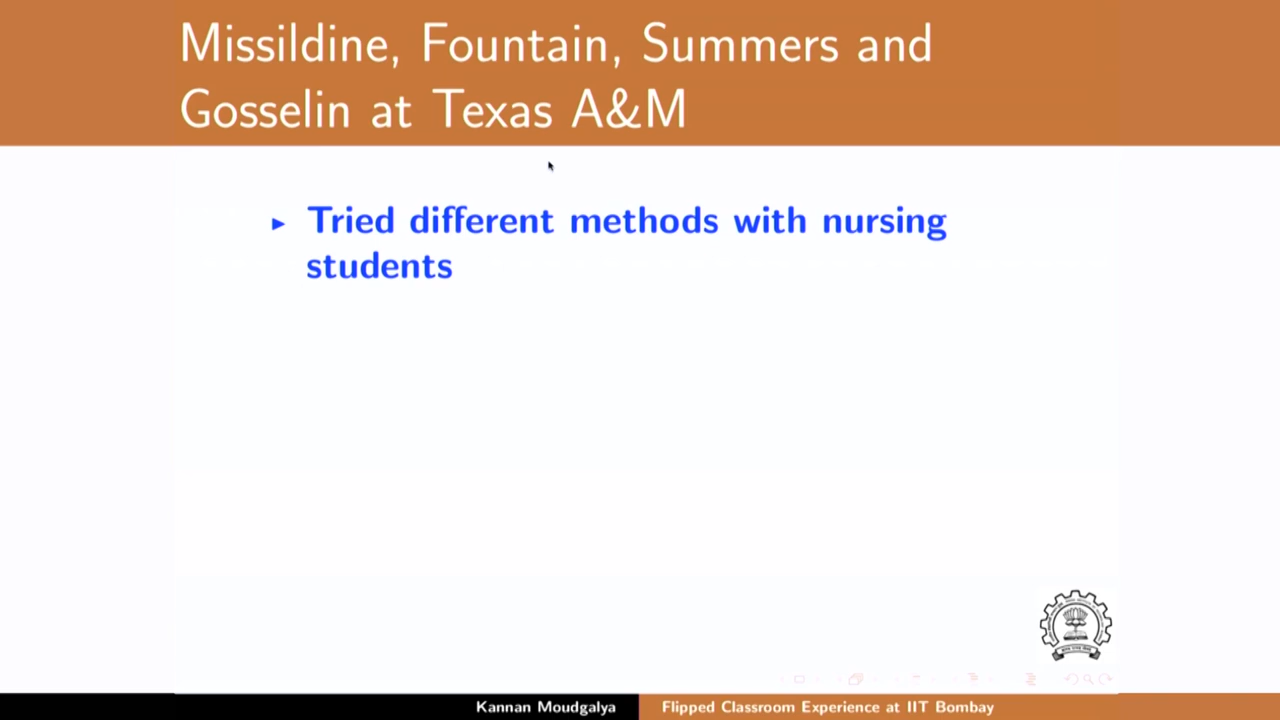 Missildine, Fountain, Summers and
Gosselin at Texas A&M
Tried different methods with nursing
students
Kannan Moudgalya
Flipped Classroom Experience at IIT Bombay